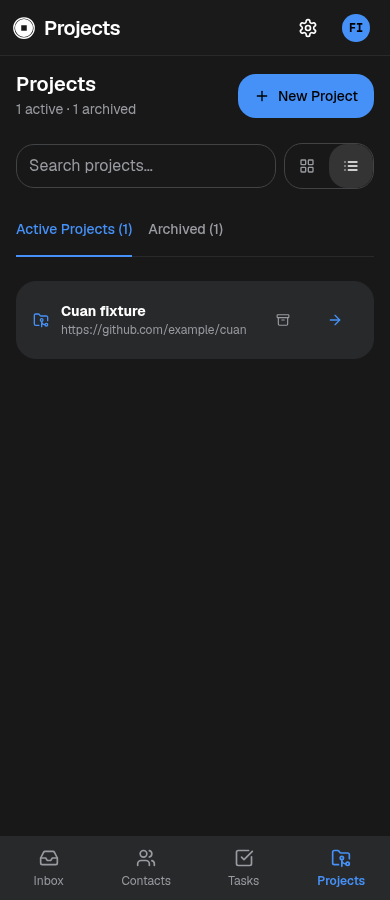 Projects
FI
Projects
1 active · 1 archived
New Project
Search projects...
Active Projects (1)
Archived (1)
Cuan fixture
https://github.com/example/cuan
Inbox
Contacts
Tasks
Projects